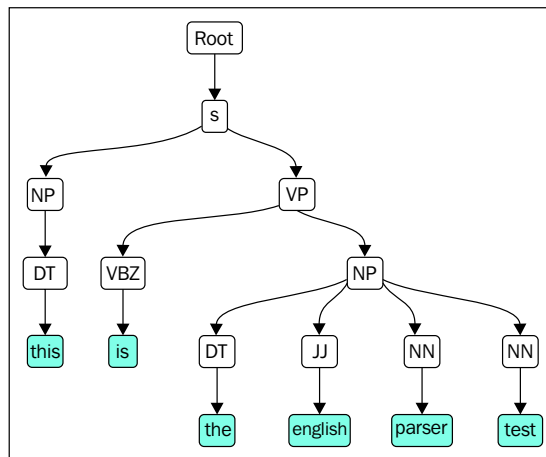 Root
s
NP VP
DT VBZ NP
this is DT JJ NN NN
the english parser test